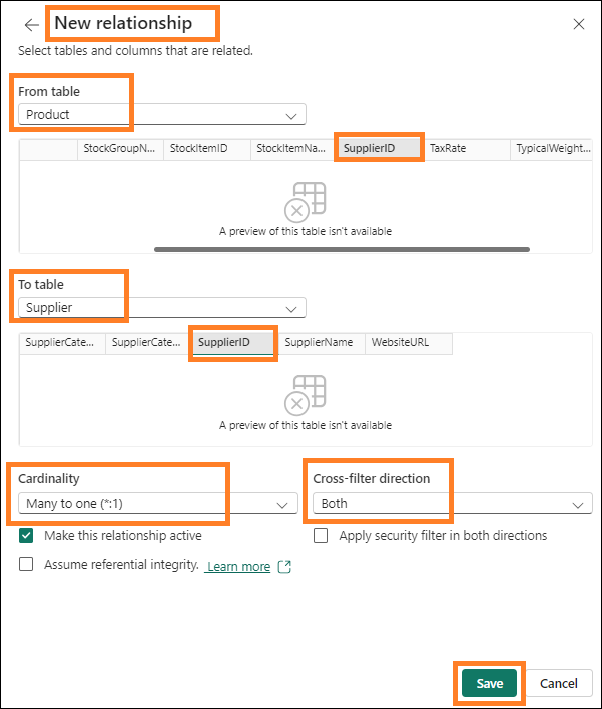 New relationship
Select tables and columns that are related.
From table
Product
StockGroupN... StockItemID StockItemNa... SupplierID TaxRate TypicalWeight...
A preview of this table isn't available
To table
Supplier
SupplierCate... SupplierCate... SupplierID SupplierName WebsiteURL
A preview of this table isn't available
Cardinality Cross-filter direction
Many to one (*:1) Both
Make this relationship active Apply security filter in both directions
Assume referential integrity. Learn more
Save Cancel